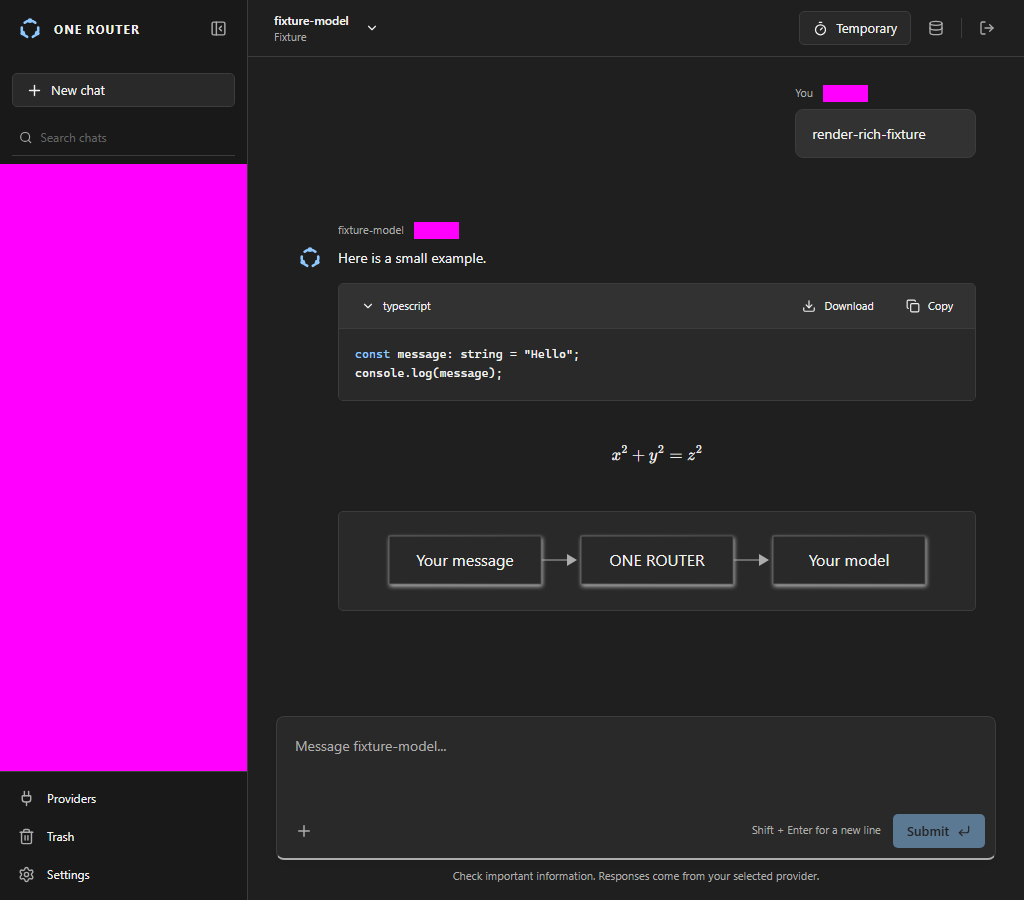 ONE ROUTER
New chat
Search chats
Providers
Trash
Settings
fixture-model
Fixture
Temporary
You
render-rich-fixture
fixture-model
Here is a small example.
typescript
Download
Copy
const message: string = "Hello";
console.log(message);
x² + y² = z²
Your message
ONE ROUTER
Your model
Message fixture-model...
Shift + Enter for a new line
Submit
Check important information. Responses come from your selected provider.